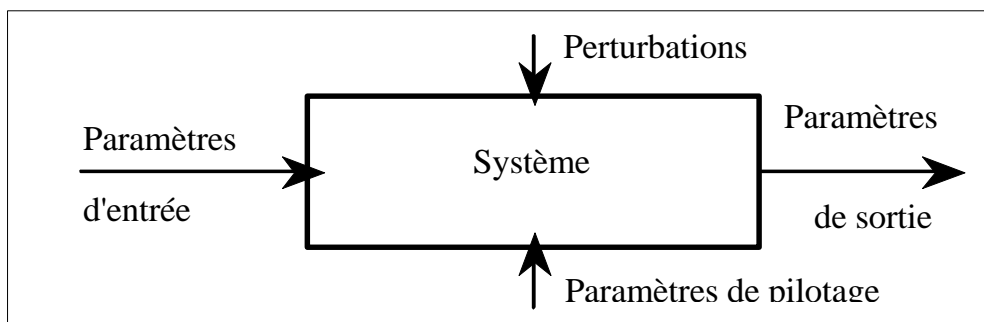 Perturbations
Paramètres
d'entrée
Système
Paramètres
de sortie
Paramètres de pilotage